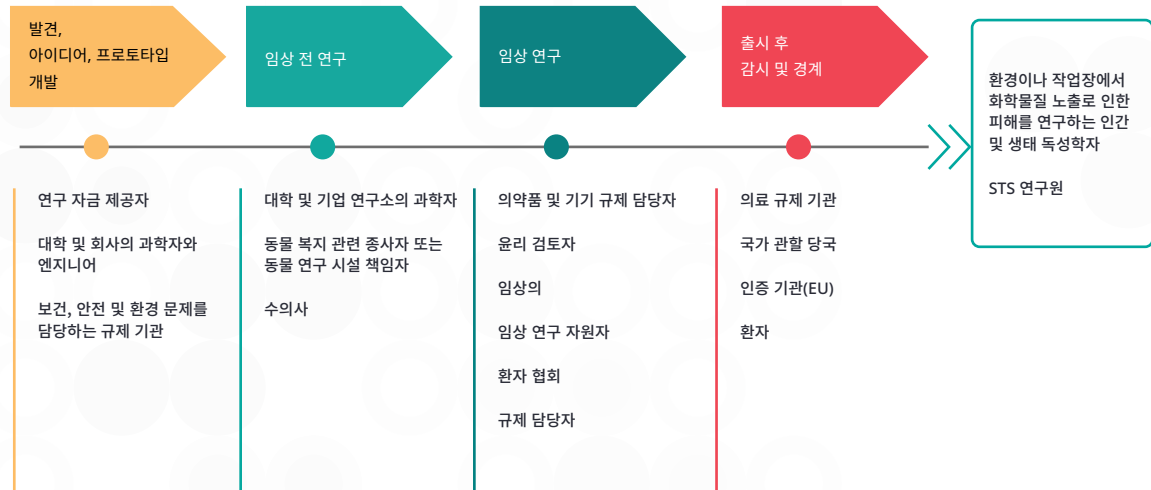 발견,
아이디어, 프로토타입
개발
임상 전 연구
임상 연구
출시 후
감시 및 경계
연구 자금 제공자
대학 및 회사의 과학자와
엔지니어
보건, 안전 및 환경 문제를
담당하는 규제 기관
대학 및 기업 연구소의 과학자
동물 복지 관련 종사자 또는
동물 연구 시설 책임자
수의사
의약품 및 기기 규제 담당자
윤리 검토자
임상의
임상 연구 자원자
환자 협회
규제 담당자
의료 규제 기관
국가 관할 당국
인증 기관(EU)
환자
환경이나 작업장에서
화학물질 노출로 인한
피해를 연구하는 인간
및 생태 독성학자
STS 연구원